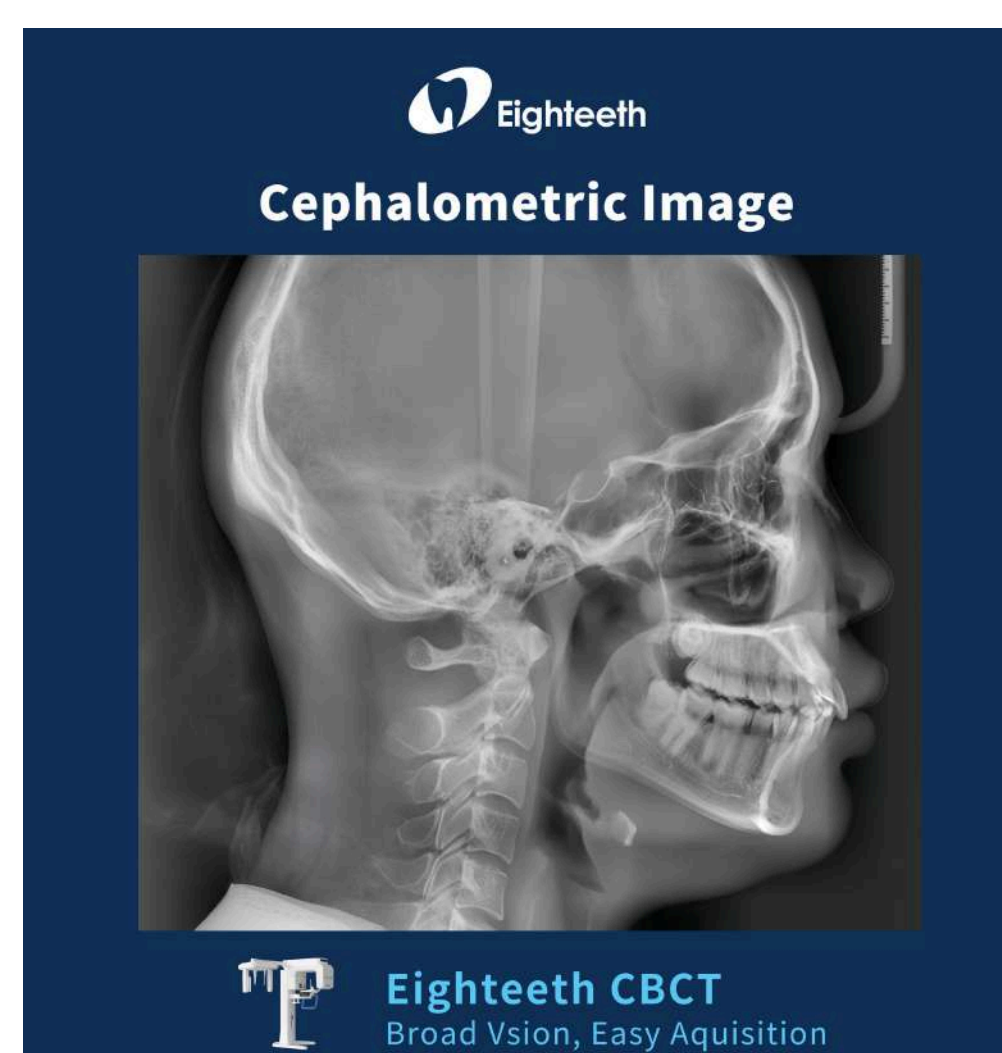 Eighteeth
Cephalometric Image
Eighteeth CBCT
Broad Vsion, Easy Aquisition